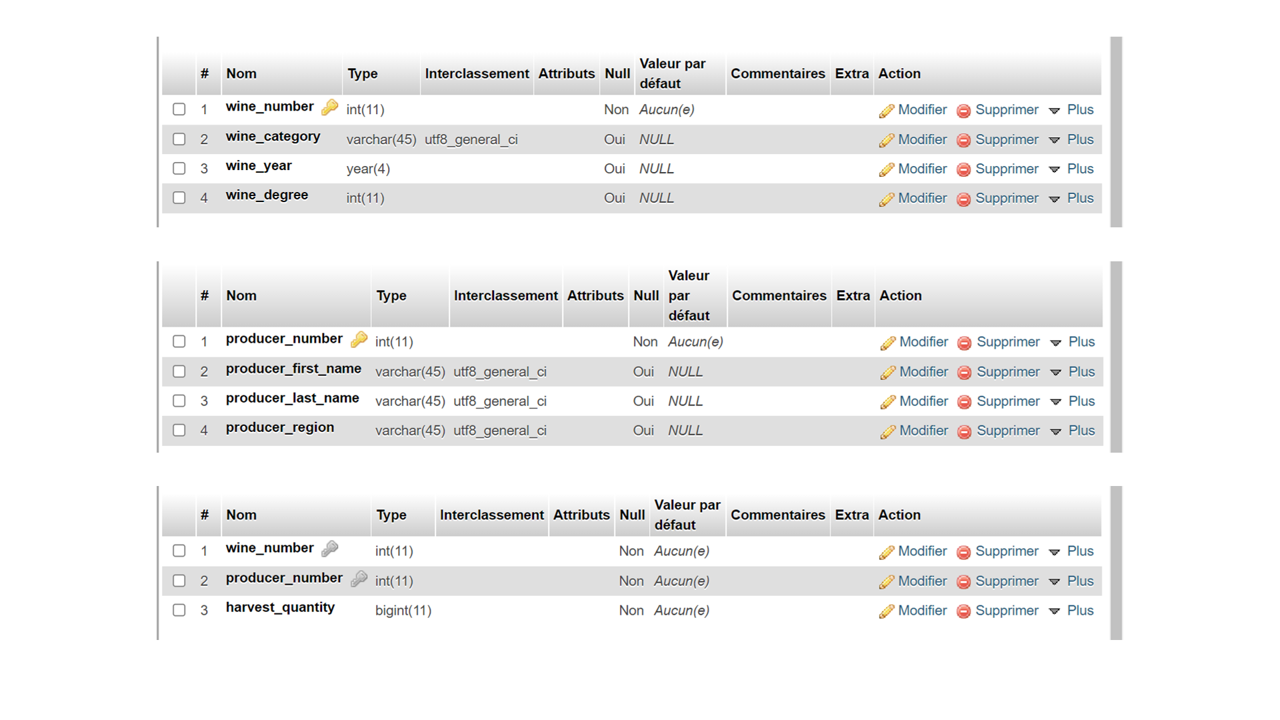 # Nom Type Interclassement Attributs Null Valeur par défaut Commentaires Extra Action
1 wine_number int(11) Non Aucun(e) Modifier Supprimer Plus
2 wine_category varchar(45) utf8_general_ci Oui NULL Modifier Supprimer Plus
3 wine_year year(4) Oui NULL Modifier Supprimer Plus
4 wine_degree int(11) Oui NULL Modifier Supprimer Plus
# Nom Type Interclassement Attributs Null Valeur par défaut Commentaires Extra Action
1 producer_number int(11) Non Aucun(e) Modifier Supprimer Plus
2 producer_first_name varchar(45) utf8_general_ci Oui NULL Modifier Supprimer Plus
3 producer_last_name varchar(45) utf8_general_ci Oui NULL Modifier Supprimer Plus
4 producer_region varchar(45) utf8_general_ci Oui NULL Modifier Supprimer Plus
# Nom Type Interclassement Attributs Null Valeur par défaut Commentaires Extra Action
1 wine_number int(11) Non Aucun(e) Modifier Supprimer Plus
2 producer_number int(11) Non Aucun(e) Modifier Supprimer Plus
3 harvest_quantity bigint(11) Non Aucun(e) Modifier Supprimer Plus